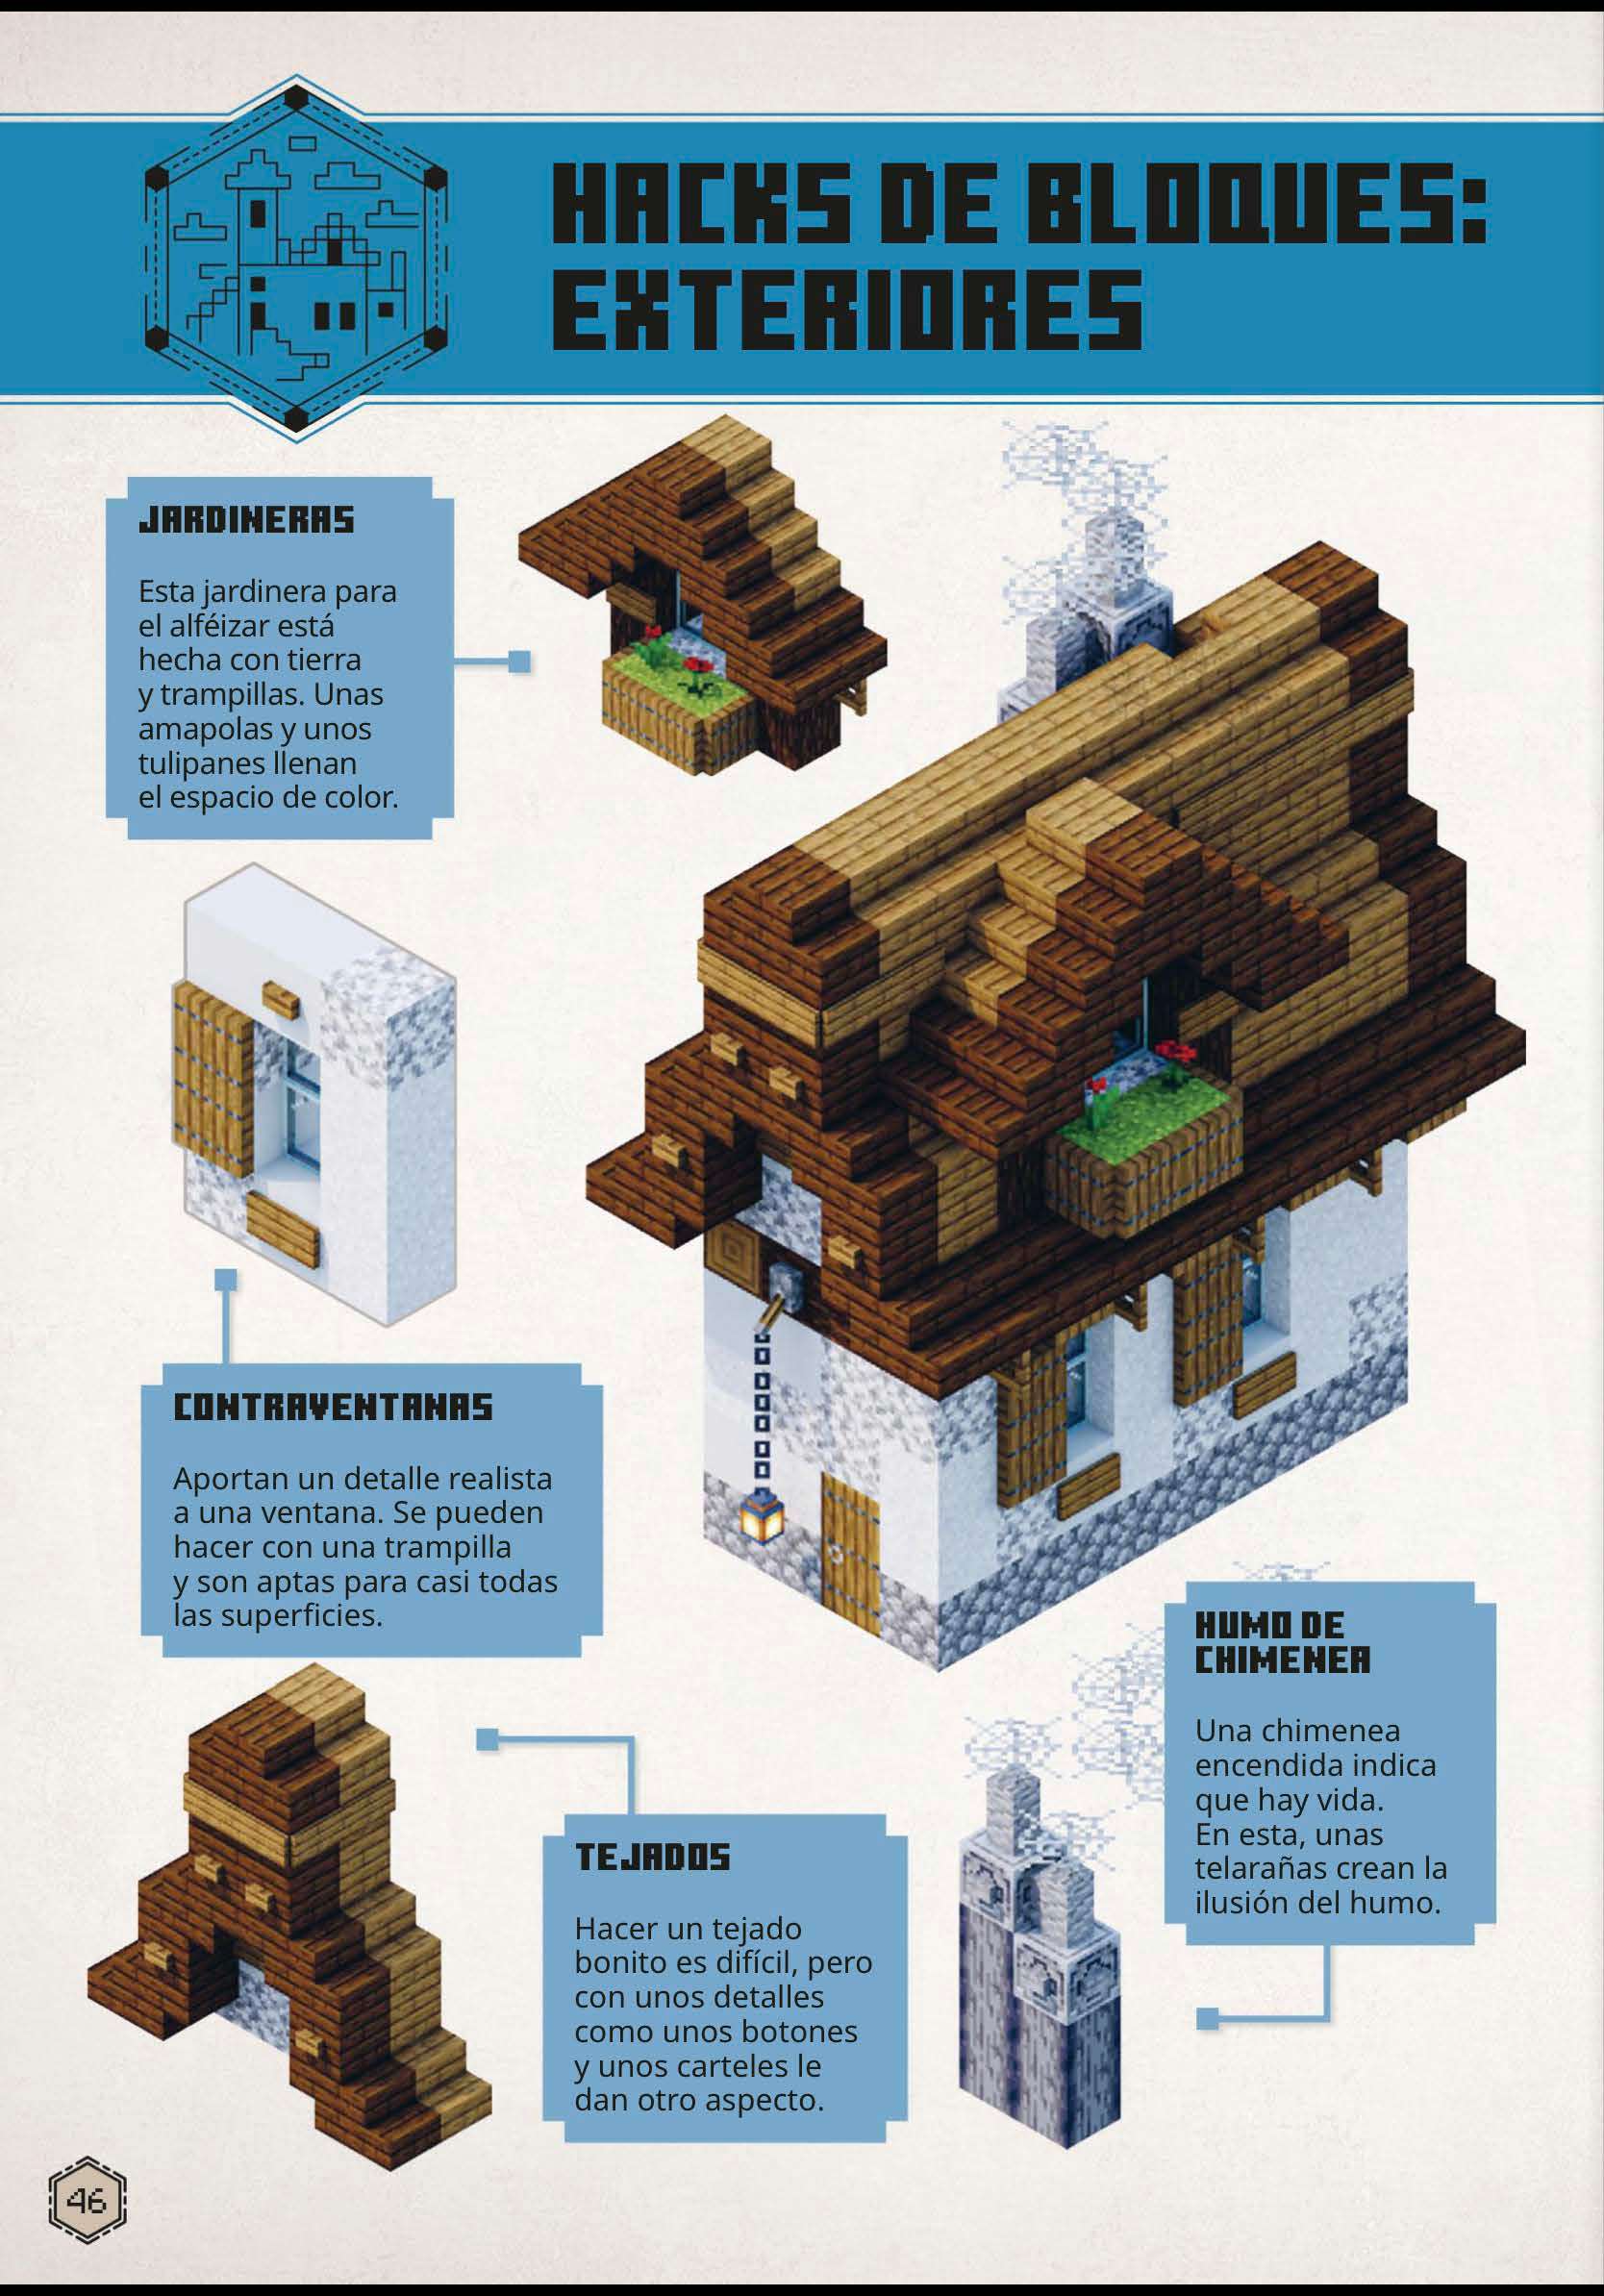 HACKS DE BLOQUES:
EXTERIORES
JARDINERAS
Esta jardinera para
el alféizar está
hecha con tierra
y trampillas. Unas
amapolas y unos
tulipanes llenan
el espacio de color.
CONTRAVENTANAS
Aportan un detalle realista
a una ventana. Se pueden
hacer con una trampilla
y son aptas para casi todas
las superficies.
HUMO DE
CHIMENEA
Una chimenea
encendida indica
que hay vida.
En esta, unas
telarañas crean la
ilusión del humo.
TEJADOS
Hacer un tejado
bonito es difícil, pero
con unos detalles
como unos botones
y unos carteles le
dan otro aspecto.
46